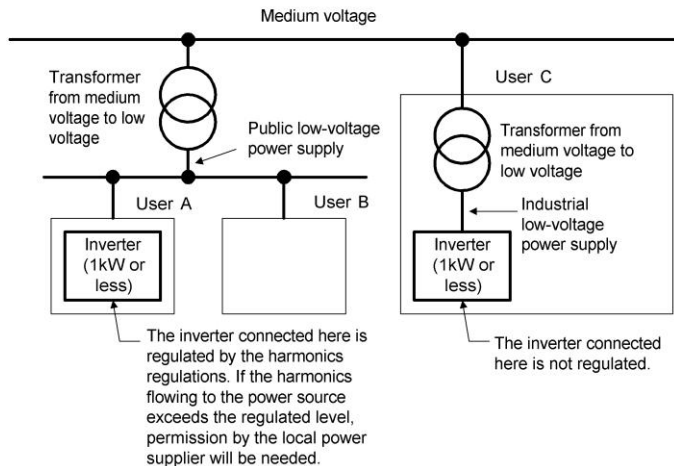 Medium voltage
Transformer
from medium
voltage to low
voltage
Public low-voltage
power supply
User A
User B
Inverter
(1kW or
less)
The inverter connected here is
regulated by the harmonics
regulations. If the harmonics
flowing to the power source
exceeds the regulated level,
permission by the local power
supplier will be needed.
User C
Transformer from
medium voltage to
low voltage
Industrial
low-voltage
power supply
Inverter
(1kW or
less)
The inverter connected
here is not regulated.